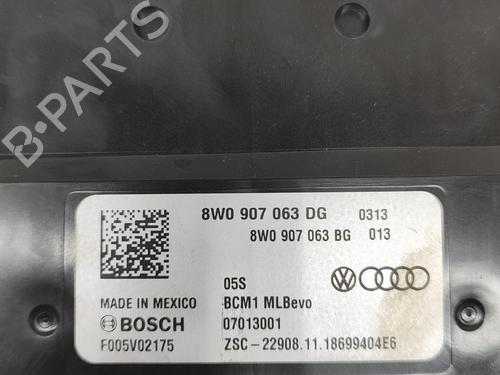 B-PARTS
8W0 907 063 DG 0313
8W0 907 063 BG 013
05S
MADE IN MEXICO BCM1 MLBevo
BOSCH 07013001
F005V02175 ZSC-22908.11.18699404E6